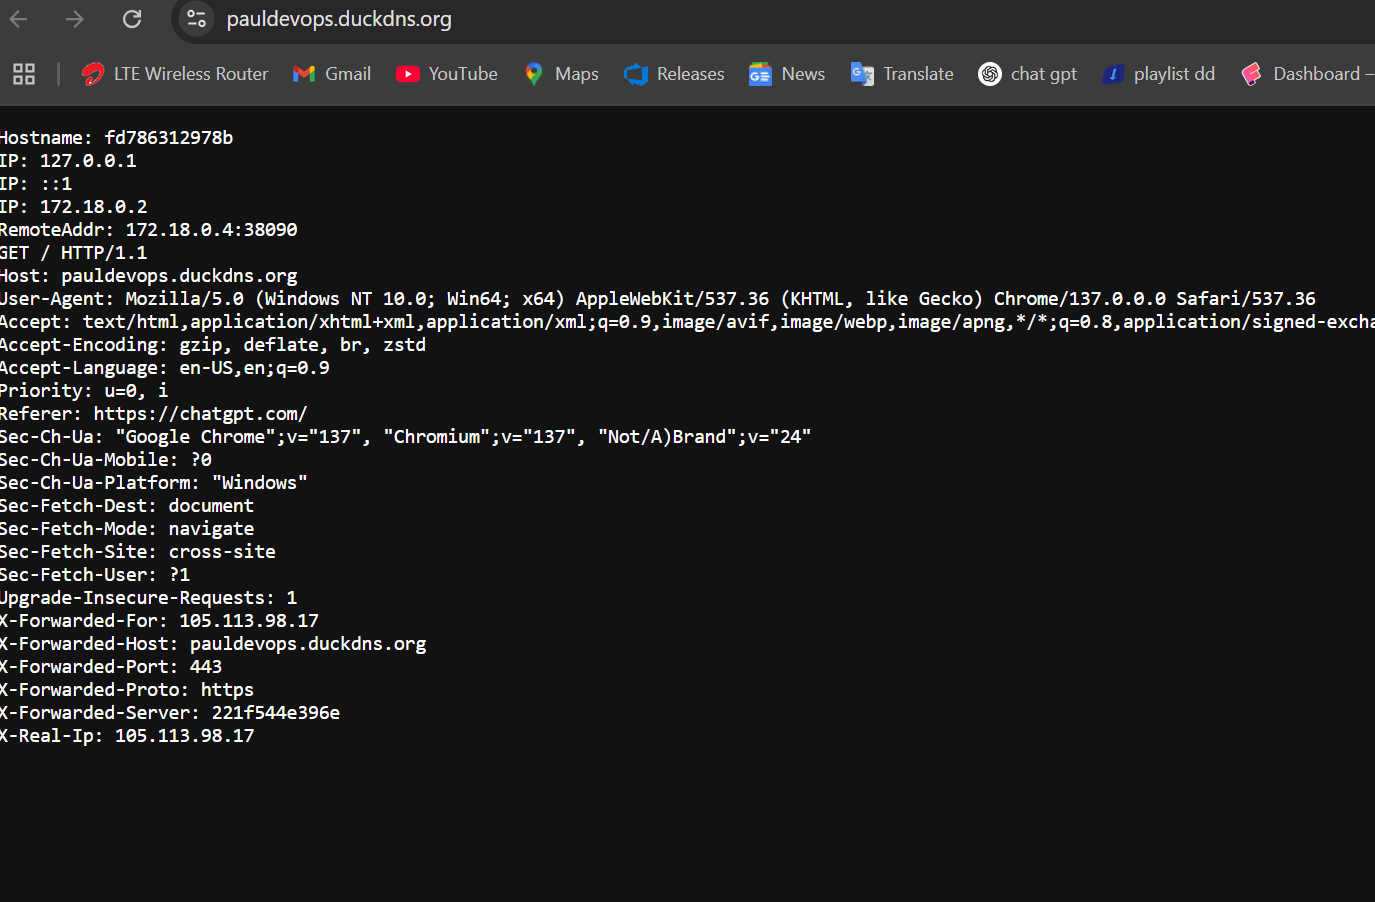 pauldevops.duckdns.org
LTE Wireless Router Gmail YouTube Maps Releases News Translate chat gpt playlist dd Dashboard –
Hostname: fd786312978b
IP: 127.0.0.1
IP: ::1
IP: 172.18.0.2
RemoteAddr: 172.18.0.4:38090
GET / HTTP/1.1
Host: pauldevops.duckdns.org
User-Agent: Mozilla/5.0 (Windows NT 10.0; Win64; x64) AppleWebKit/537.36 (KHTML, like Gecko) Chrome/137.0.0.0 Safari/537.36
Accept: text/html,application/xhtml+xml,application/xml;q=0.9,image/avif,image/webp,image/apng,*/*;q=0.8,application/signed-excha
Accept-Encoding: gzip, deflate, br, zstd
Accept-Language: en-US,en;q=0.9
Priority: u=0, i
Referer: https://chatgpt.com/
Sec-Ch-Ua: "Google Chrome";v="137", "Chromium";v="137", "Not/A)Brand";v="24"
Sec-Ch-Ua-Mobile: ?0
Sec-Ch-Ua-Platform: "Windows"
Sec-Fetch-Dest: document
Sec-Fetch-Mode: navigate
Sec-Fetch-Site: cross-site
Sec-Fetch-User: ?1
Upgrade-Insecure-Requests: 1
X-Forwarded-For: 105.113.98.17
X-Forwarded-Host: pauldevops.duckdns.org
X-Forwarded-Port: 443
X-Forwarded-Proto: https
X-Forwarded-Server: 221f544e396e
X-Real-Ip: 105.113.98.17